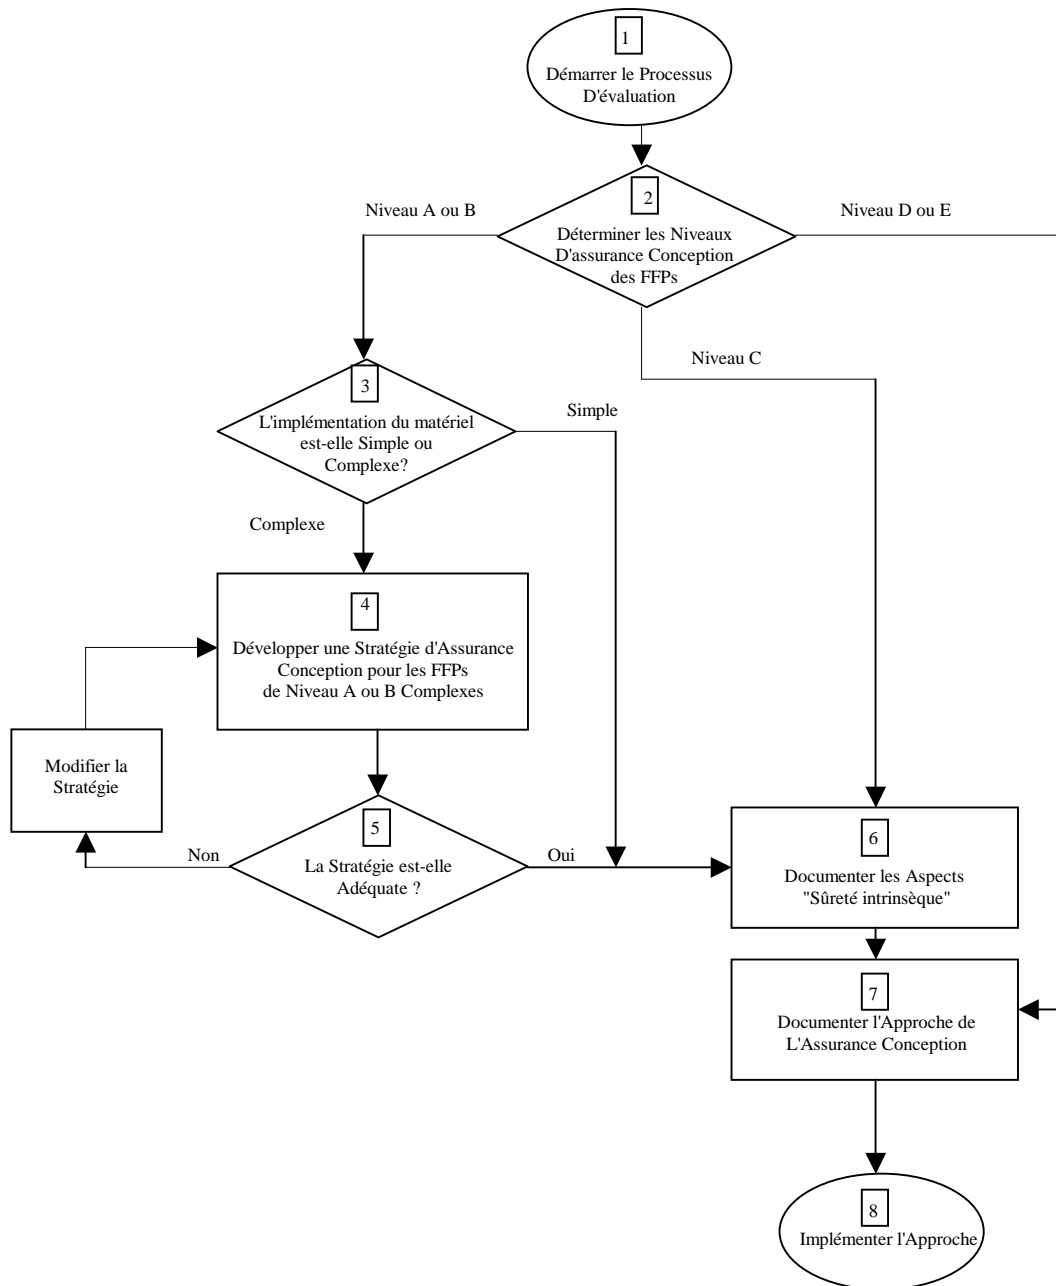 1
Démarrer le Processus
D'évaluation
2
Niveau A ou B
Niveau D ou E
Déterminer les Niveaux
D'assurance Conception
des FFPs
Niveau C
3
Simple
L'implémentation du matériel
est-elle Simple ou
Complexe?
Complexe
4
Développer une Stratégie d'Assurance
Conception pour les FFPs
de Niveau A ou B Complexes
Modifier la
Stratégie
5
Non
La Stratégie est-elle
Adéquate ?
Oui
6
Documenter les Aspects
"Sûreté intrinsèque"
7
Documenter l'Approche de
L'Assurance Conception
8
Implémenter l'Approche